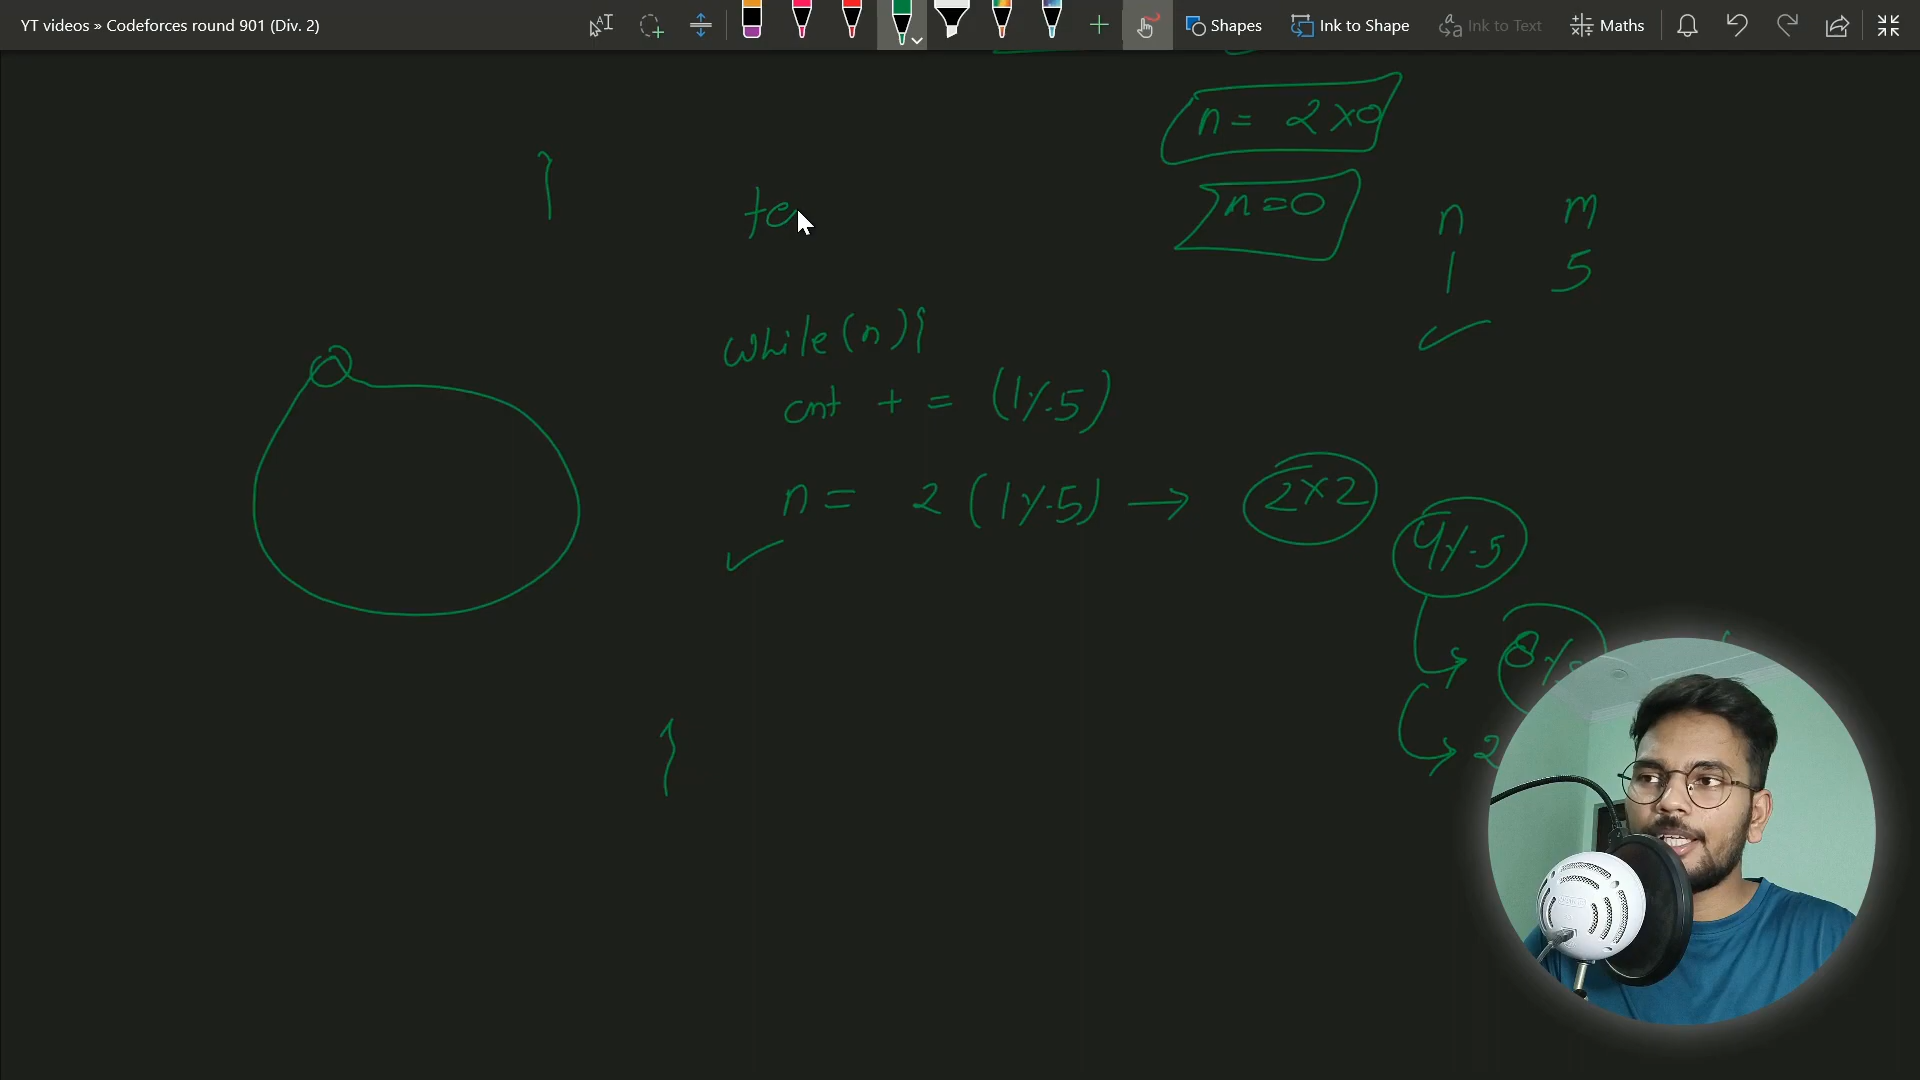 YT videos » Codeforces round 901 (Div. 2)
Shapes
Ink to Shape
Ink to Text
Maths
n = 2×0
n=0
n m
1 5
te
while(n){
cnt += (1%5)
n = 2(1%5) → 2×2
4%5
8%
2
}
}